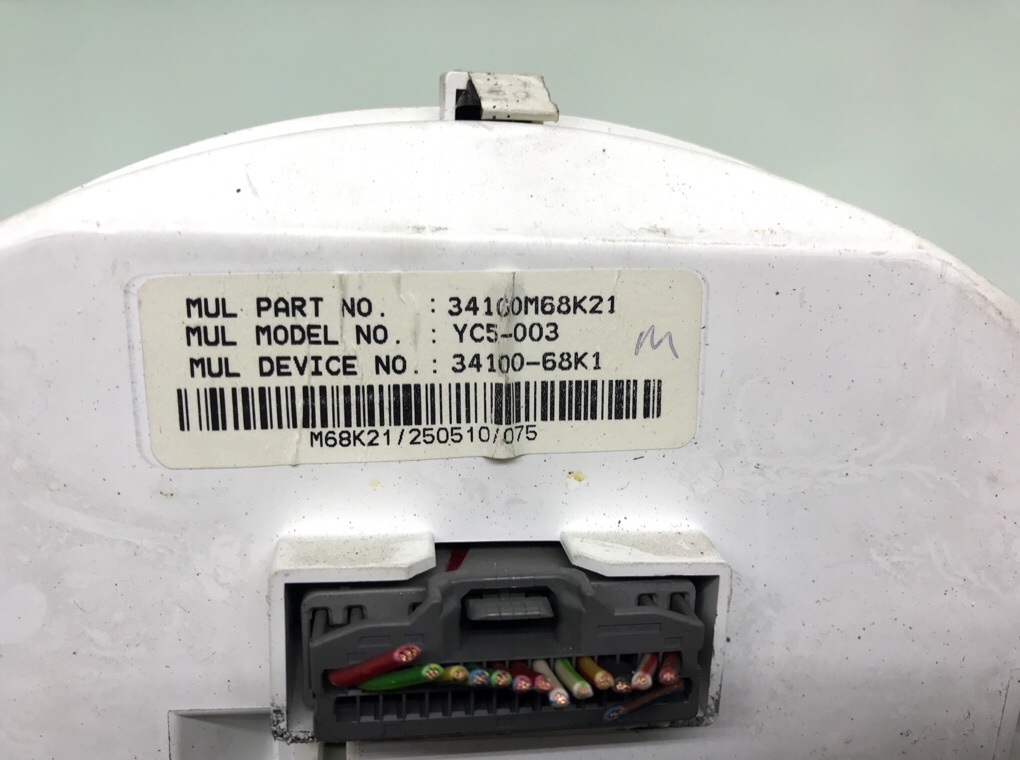 MUL PART NO. : 34100M68K21
MUL MODEL NO. : YC5-003
MUL DEVICE NO.: 34100-68K1
M68K21/250510/075
M